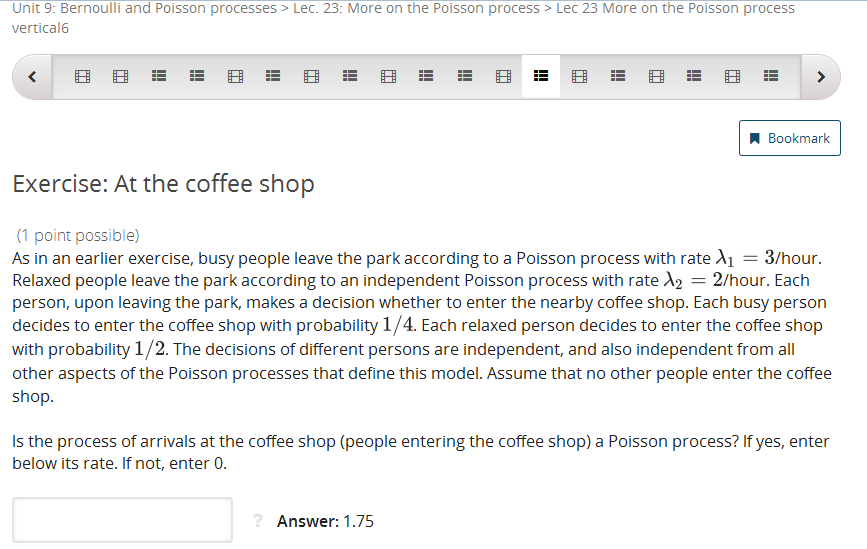 Unit 9: Bernoulli and Poisson processes > Lec. 23: More on the Poisson process > Lec 23 More on the Poisson process
vertical6
Bookmark
Exercise: At the coffee shop
(1 point possible)
As in an earlier exercise, busy people leave the park according to a Poisson process with rate λ₁ = 3/hour.
Relaxed people leave the park according to an independent Poisson process with rate λ₂ = 2/hour. Each
person, upon leaving the park, makes a decision whether to enter the nearby coffee shop. Each busy person
decides to enter the coffee shop with probability 1/4. Each relaxed person decides to enter the coffee shop
with probability 1/2. The decisions of different persons are independent, and also independent from all
other aspects of the Poisson processes that define this model. Assume that no other people enter the coffee
shop.
Is the process of arrivals at the coffee shop (people entering the coffee shop) a Poisson process? If yes, enter
below its rate. If not, enter 0.
? Answer: 1.75